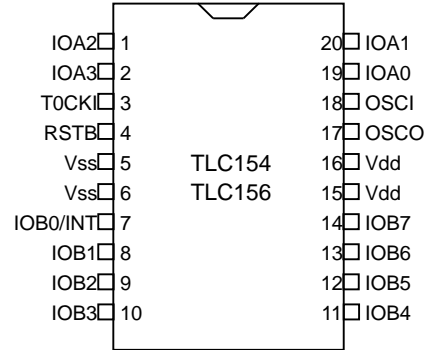 IOA2 1 20 IOA1
IOA3 2 19 IOA0
T0CKI 3 18 OSCI
RSTB 4 17 OSCO
Vss 5 TLC154 16 Vdd
Vss 6 TLC156 15 Vdd
IOB0/INT 7 14 IOB7
IOB1 8 13 IOB6
IOB2 9 12 IOB5
IOB3 10 11 IOB4